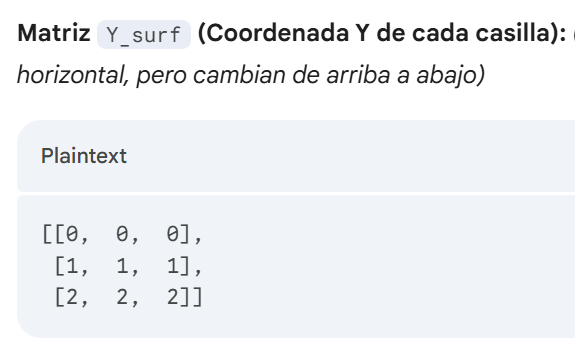 Matriz Y_surf (Coordenada Y de cada casilla):
horizontal, pero cambian de arriba a abajo)
Plaintext
[[0, 0, 0],
[1, 1, 1],
[2, 2, 2]]